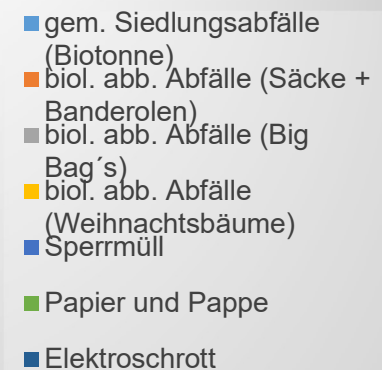 gem. Siedlungsabfälle
(Biotonne)
biol. abb. Abfälle (Säcke +
Banderolen)
biol. abb. Abfälle (Big
Bag´s)
biol. abb. Abfälle
(Weihnachtsbäume)
Sperrmüll
Papier und Pappe
Elektroschrott